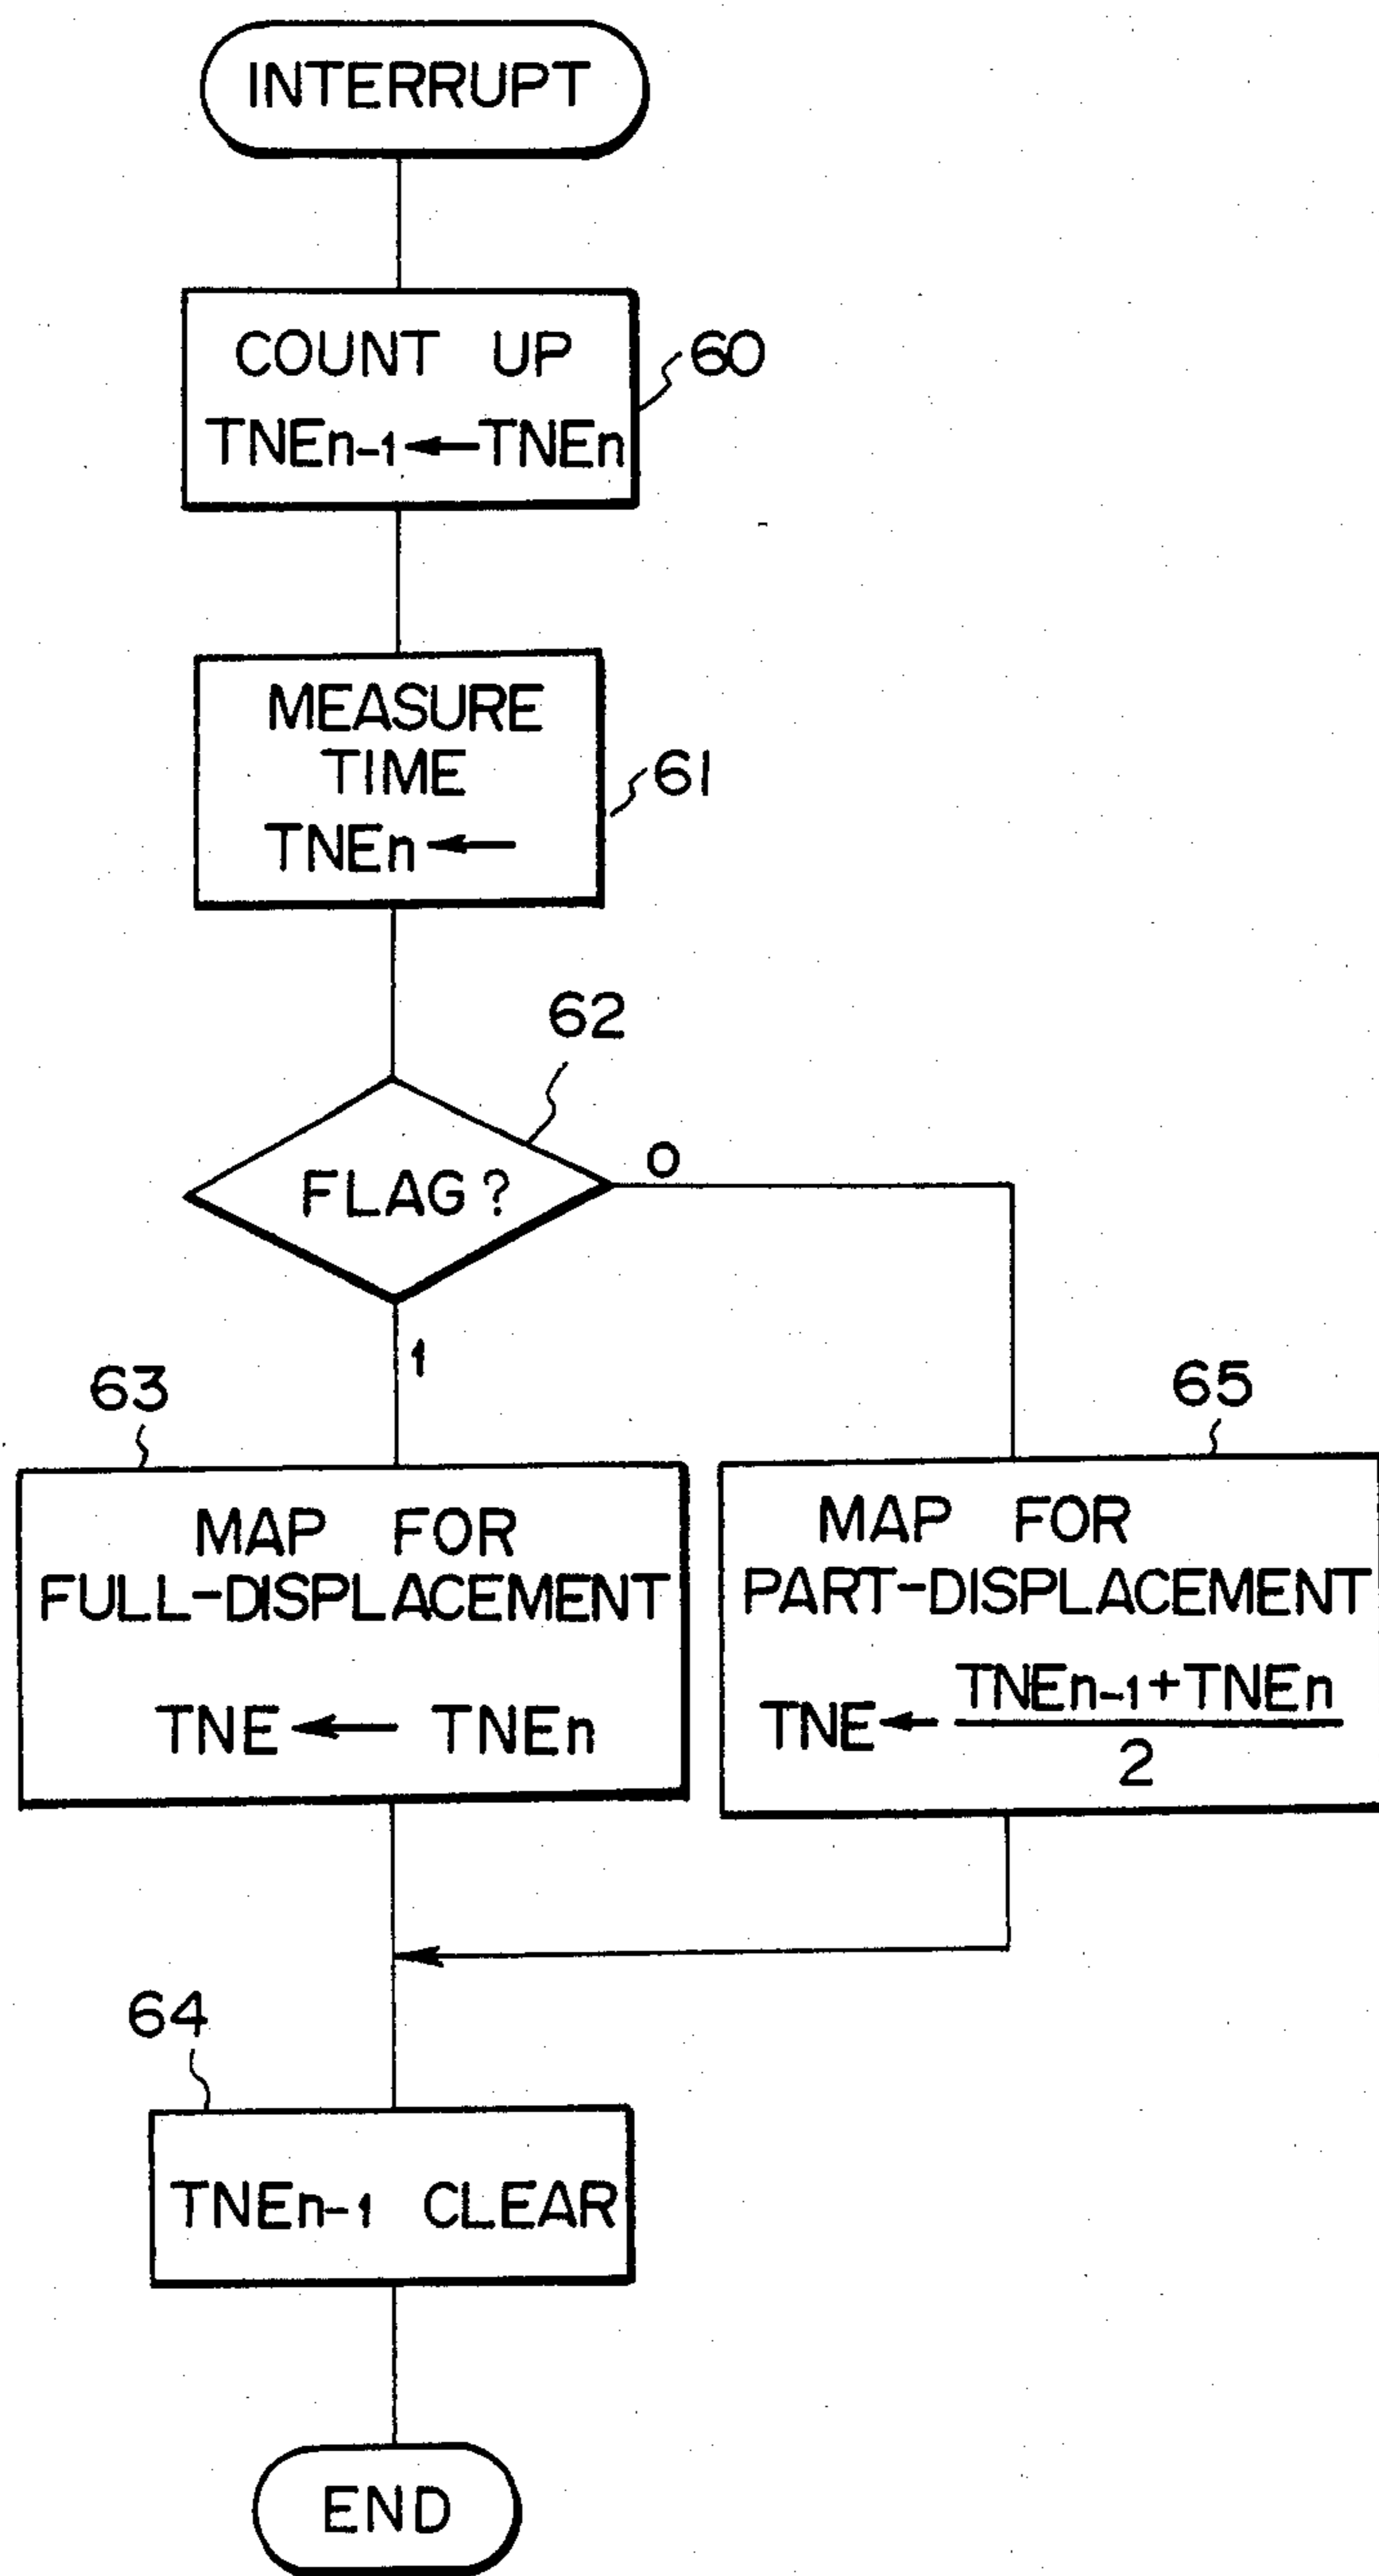 INTERRUPT
COUNT UP
TNEn-1←TNEn
60
MEASURE
TIME
TNEn←
61
62
FLAG?
0
1
63
MAP FOR
FULL-DISPLACEMENT
TNE ← TNEn
65
MAP FOR
PART-DISPLACEMENT
TNEn-1+TNEn
TNE←
2
64
TNEn-1 CLEAR
END